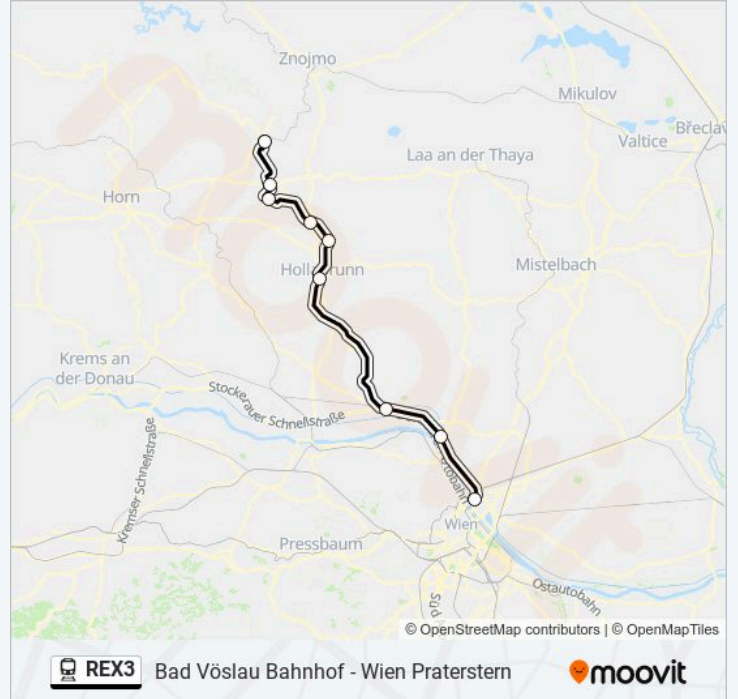 Znojmo
Mikulov
Břeclav
Valtice
Laa an der Thaya
Horn
Hollabrunn
Mistelbach
Krems an
der Donau
Stockerauer Schnellstraße
Kremser Schnellstraße
Wien
Pressbaum
Ostautobahn
© OpenStreetMap contributors | © OpenMapTiles
REX3 Bad Vöslau Bahnhof - Wien Praterstern
moovit